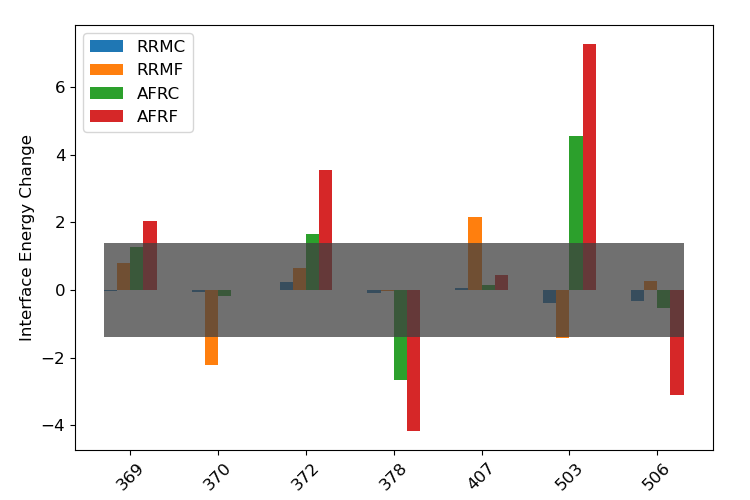 RRMC
RRMF
AFRC
AFRF
Interface Energy Change
6
4
2
0
−2
−4
369
370
372
378
407
503
506